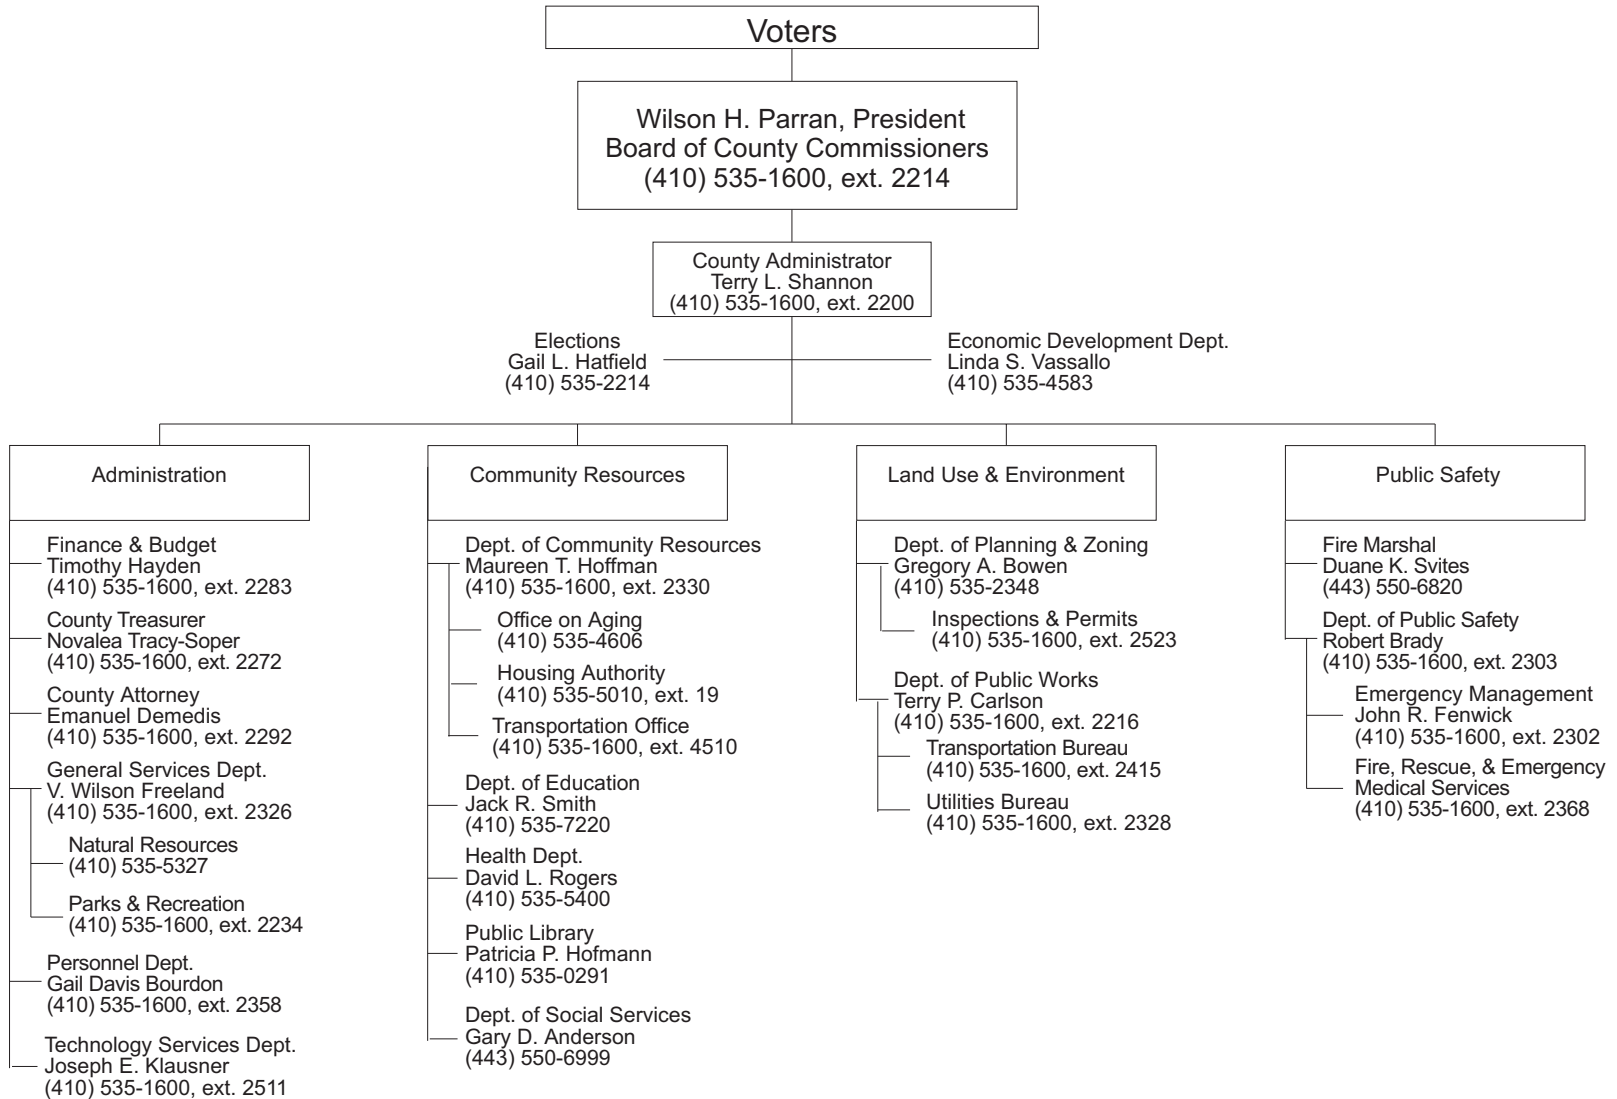 Voters
Wilson H. Parran, President
Board of County Commissioners
(410) 535-1600, ext. 2214
County Administrator
Terry L. Shannon
(410) 535-1600, ext. 2200
Elections
Gail L. Hatfield
(410) 535-2214
Economic Development Dept.
Linda S. Vassallo
(410) 535-4583
Administration
Finance & Budget
Timothy Hayden
(410) 535-1600, ext. 2283
County Treasurer
Novalea Tracy-Soper
(410) 535-1600, ext. 2272
County Attorney
Emanuel Demedis
(410) 535-1600, ext. 2292
General Services Dept.
V. Wilson Freeland
(410) 535-1600, ext. 2326
Natural Resources
(410) 535-5327
Parks & Recreation
(410) 535-1600, ext. 2234
Personnel Dept.
Gail Davis Bourdon
(410) 535-1600, ext. 2358
Technology Services Dept.
Joseph E. Klausner
(410) 535-1600, ext. 2511
Community Resources
Dept. of Community Resources
Maureen T. Hoffman
(410) 535-1600, ext. 2330
Office on Aging
(410) 535-4606
Housing Authority
(410) 535-5010, ext. 19
Transportation Office
(410) 535-1600, ext. 4510
Dept. of Education
Jack R. Smith
(410) 535-7220
Health Dept.
David L. Rogers
(410) 535-5400
Public Library
Patricia P. Hofmann
(410) 535-0291
Dept. of Social Services
Gary D. Anderson
(443) 550-6999
Land Use & Environment
Dept. of Planning & Zoning
Gregory A. Bowen
(410) 535-2348
Inspections & Permits
(410) 535-1600, ext. 2523
Dept. of Public Works
Terry P. Carlson
(410) 535-1600, ext. 2216
Transportation Bureau
(410) 535-1600, ext. 2415
Utilities Bureau
(410) 535-1600, ext. 2328
Public Safety
Fire Marshal
Duane K. Svites
(443) 550-6820
Dept. of Public Safety
Robert Brady
(410) 535-1600, ext. 2303
Emergency Management
John R. Fenwick
(410) 535-1600, ext. 2302
Fire, Rescue, & Emergency
Medical Services
(410) 535-1600, ext. 2368